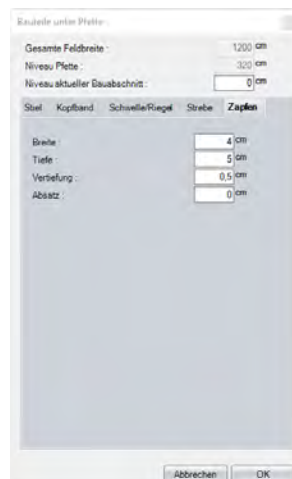 Bauteile unter Pfette :
Gesamte Feldbreite : 1200 cm
Niveau Pfette : 320 cm
Niveau aktueller Bauabschnitt : 0 cm
Stiel Kopfband Schwelle/Riegel Strebe Zapfen
Breite : 4 cm
Tiefe : 5 cm
Vertiefung : 0,5 cm
Absatz : 0 cm
Abbrechen OK